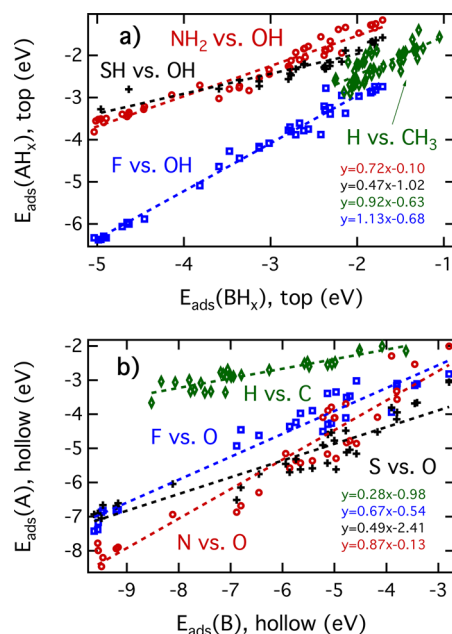 a)
NH2 vs. OH
SH vs. OH
F vs. OH
H vs. CH3
y=0.72x-0.10
y=0.47x-1.02
y=0.92x-0.63
y=1.13x-0.68
-1
-2
-3
-4
-5
-6
Eads(AHx), top (eV)
-5 -4 -3 -2 -1
Eads(BHx), top (eV)
b)
H vs. C
F vs. O
S vs. O
N vs. O
y=0.28x-0.98
y=0.67x-0.54
y=0.49x-2.41
y=0.87x-0.13
-2
-3
-4
-5
-6
-7
-8
Eads(A), hollow (eV)
-9 -8 -7 -6 -5 -4 -3
Eads(B), hollow (eV)